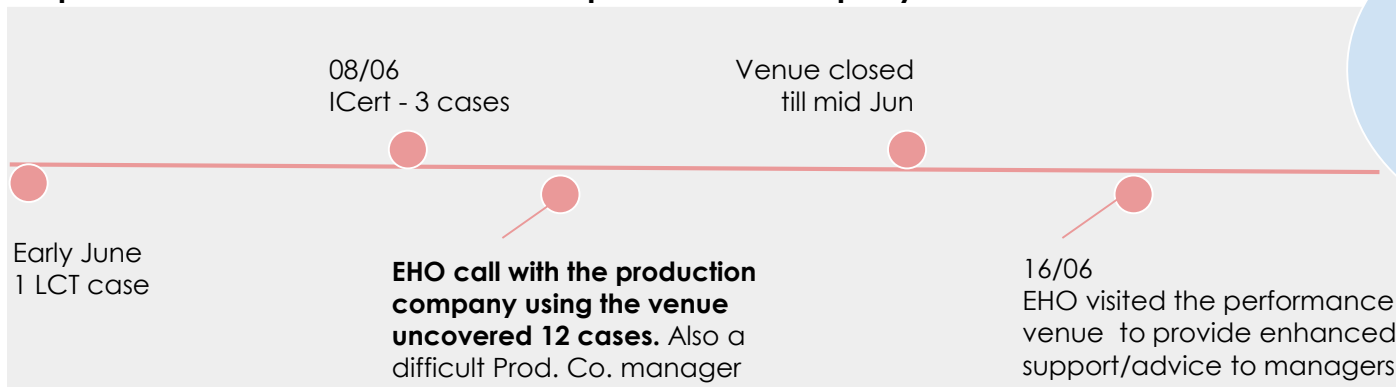 08/06
ICert - 3 cases
Venue closed
till mid Jun
Early June
1 LCT case
EHO call with the production
company using the venue
uncovered 12 cases. Also a
difficult Prod. Co. manager
16/06
EHO visited the performance
venue  to provide enhanced
support/advice to managers